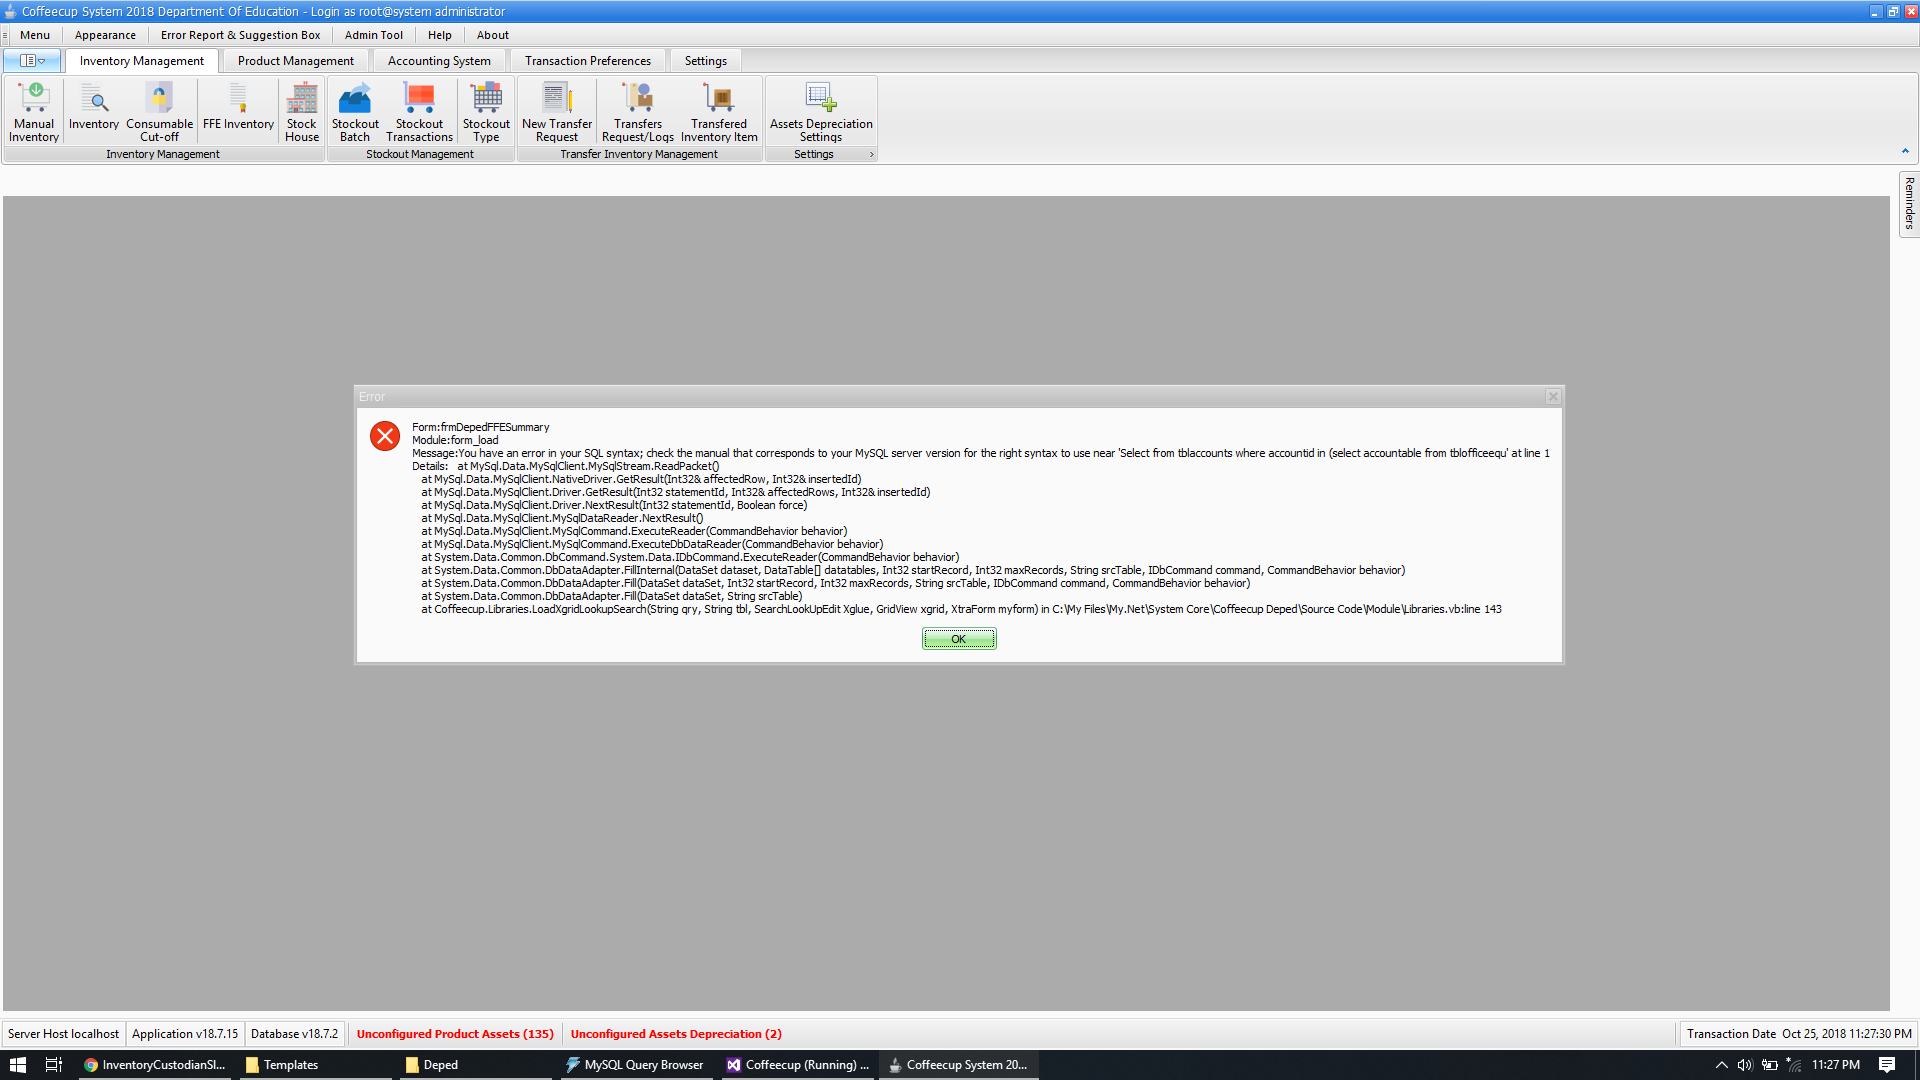 Coffeecup System 2018 Department Of Education - Login as root@system administrator
Menu Appearance Error Report & Suggestion Box Admin Tool Help About
Inventory Management Product Management Accounting System Transaction Preferences Settings
Manual Inventory
Inventory
Consumable Cut-off
FFE Inventory
Stock House
Stockout Batch
Stockout Transactions
Stockout Type
New Transfer Request
Transfers Request/Logs
Transfered Inventory Item
Assets Depreciation Settings
Inventory Management Stockout Management Transfer Inventory Management Settings
Reminders
Error
Form:frmDepedFFESummary
Module:form_load
Message:You have an error in your SQL syntax; check the manual that corresponds to your MySQL server version for the right syntax to use near 'Select from tblaccounts where accountid in (select accountable from tblofficeequ' at line 1
Details:   at MySql.Data.MySqlClient.MySqlStream.ReadPacket()
at MySql.Data.MySqlClient.NativeDriver.GetResult(Int32& affectedRow, Int32& insertedId)
at MySql.Data.MySqlClient.Driver.GetResult(Int32 statementId, Int32& affectedRows, Int32& insertedId)
at MySql.Data.MySqlClient.Driver.NextResult(Int32 statementId, Boolean force)
at MySql.Data.MySqlClient.MySqlDataReader.NextResult()
at MySql.Data.MySqlClient.MySqlCommand.ExecuteReader(CommandBehavior behavior)
at MySql.Data.MySqlClient.MySqlCommand.ExecuteDbDataReader(CommandBehavior behavior)
at System.Data.Common.DbCommand.System.Data.IDbCommand.ExecuteReader(CommandBehavior behavior)
at System.Data.Common.DbDataAdapter.FillInternal(DataSet dataset, DataTable[] datatables, Int32 startRecord, Int32 maxRecords, String srcTable, IDbCommand command, CommandBehavior behavior)
at System.Data.Common.DbDataAdapter.Fill(DataSet dataSet, Int32 startRecord, Int32 maxRecords, String srcTable, IDbCommand command, CommandBehavior behavior)
at System.Data.Common.DbDataAdapter.Fill(DataSet dataSet, String srcTable)
at Coffeecup.Libraries.LoadXgridLookupSearch(String qry, String tbl, SearchLookUpEdit Xglue, GridView xgrid, XtraForm myform) in C:\My Files\My.Net\System Core\Coffeecup Deped\Source Code\Module\Libraries.vb:line 143
OK
Server Host localhost Application v18.7.15 Database v18.7.2 Unconfigured Product Assets (135) Unconfigured Assets Depreciation (2) Transaction Date Oct 25, 2018 11:27:30 PM
InventoryCustodianSl... Templates Deped MySQL Query Browser Coffeecup (Running) ... Coffeecup System 20... 11:27 PM